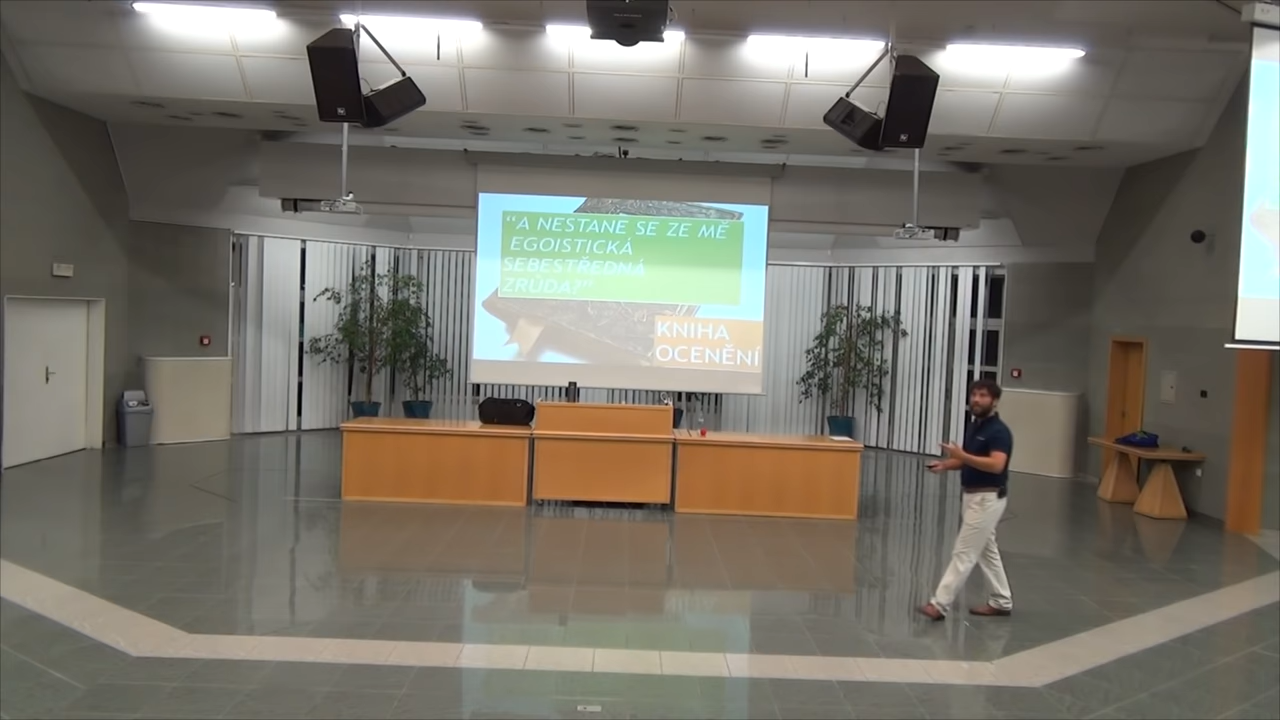 “A NESTANE SE ZE MĚ
EGOISTICKÁ
SEBESTŘEDNÁ
ZRŮDA?”
KNIHA
OCENĚNÍ